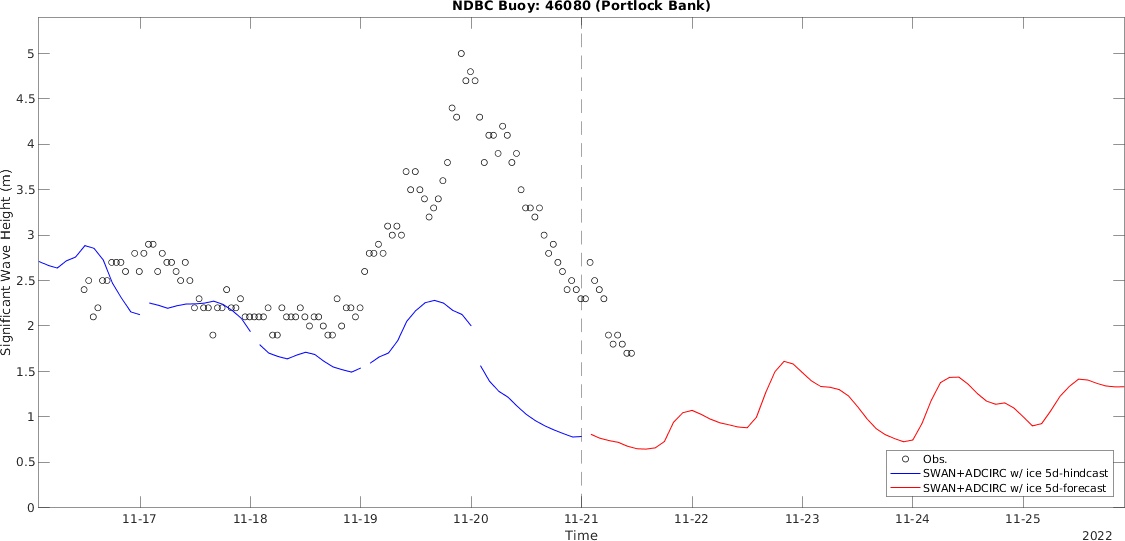 NDBC Buoy: 46080 (Portlock Bank)
5
4.5
4
3.5
3
2.5
2
1.5
1
0.5
0
Significant Wave Height (m)
11-17 11-18 11-19 11-20 11-21 11-22 11-23 11-24 11-25
Time
2022
Obs.
SWAN+ADCIRC w/ ice 5d-hindcast
SWAN+ADCIRC w/ ice 5d-forecast